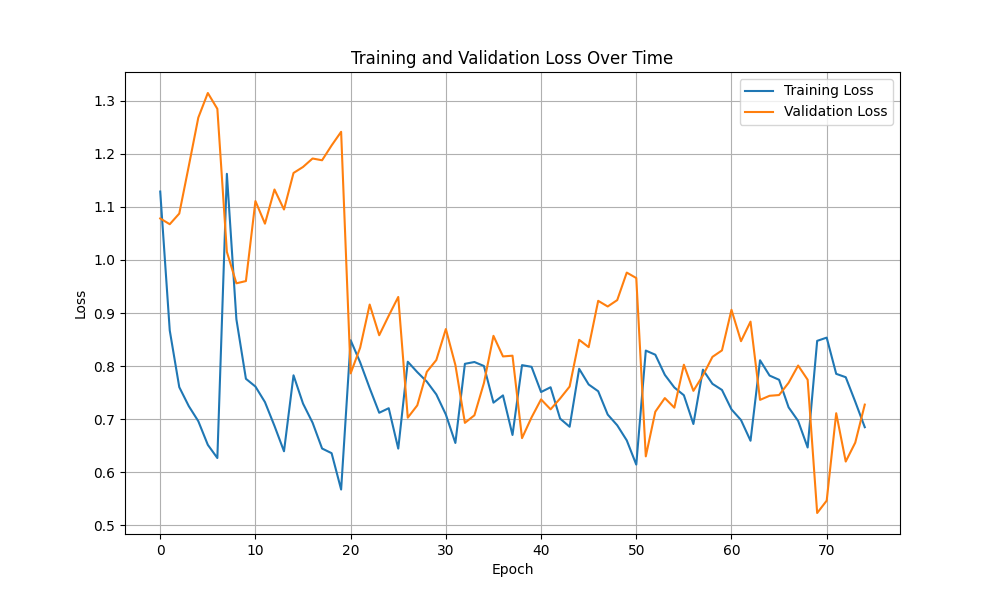 Training and Validation Loss Over Time
Training Loss
Validation Loss
1.3
1.2
1.1
1.0
0.9
0.8
0.7
0.6
0.5
Loss
0 10 20 30 40 50 60 70
Epoch